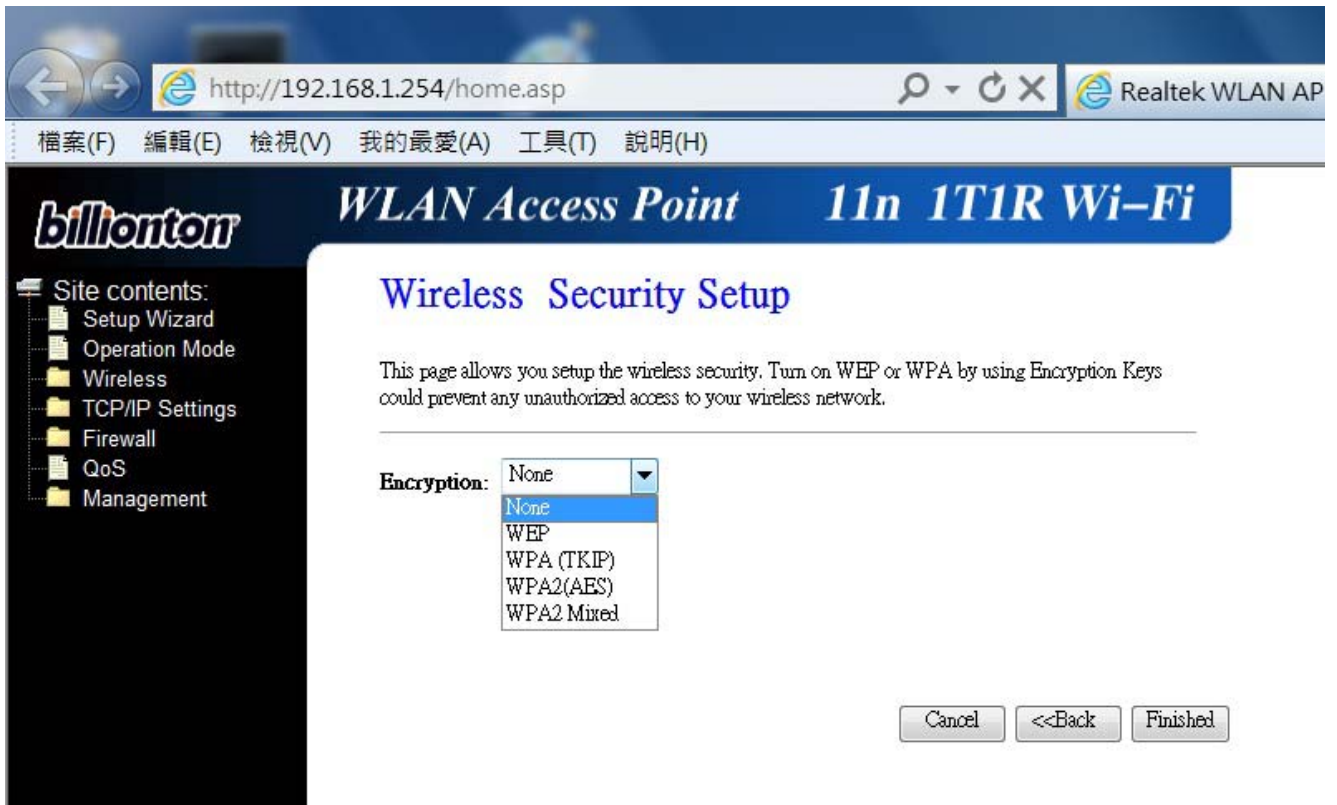 http://192.168.1.254/home.asp
Realtek WLAN AP
檔案(F) 編輯(E) 檢視(V) 我的最愛(A) 工具(T) 說明(H)
billionton
WLAN Access Point 11n 1T1R Wi-Fi
Site contents:
Setup Wizard
Operation Mode
Wireless
TCP/IP Settings
Firewall
QoS
Management
Wireless Security Setup
This page allows you setup the wireless security. Turn on WEP or WPA by using Encryption Keys
could prevent any unauthorized access to your wireless network.
Encryption: None
None
WEP
WPA (TKIP)
WPA2(AES)
WPA2 Mixed
Cancel <<Back Finished